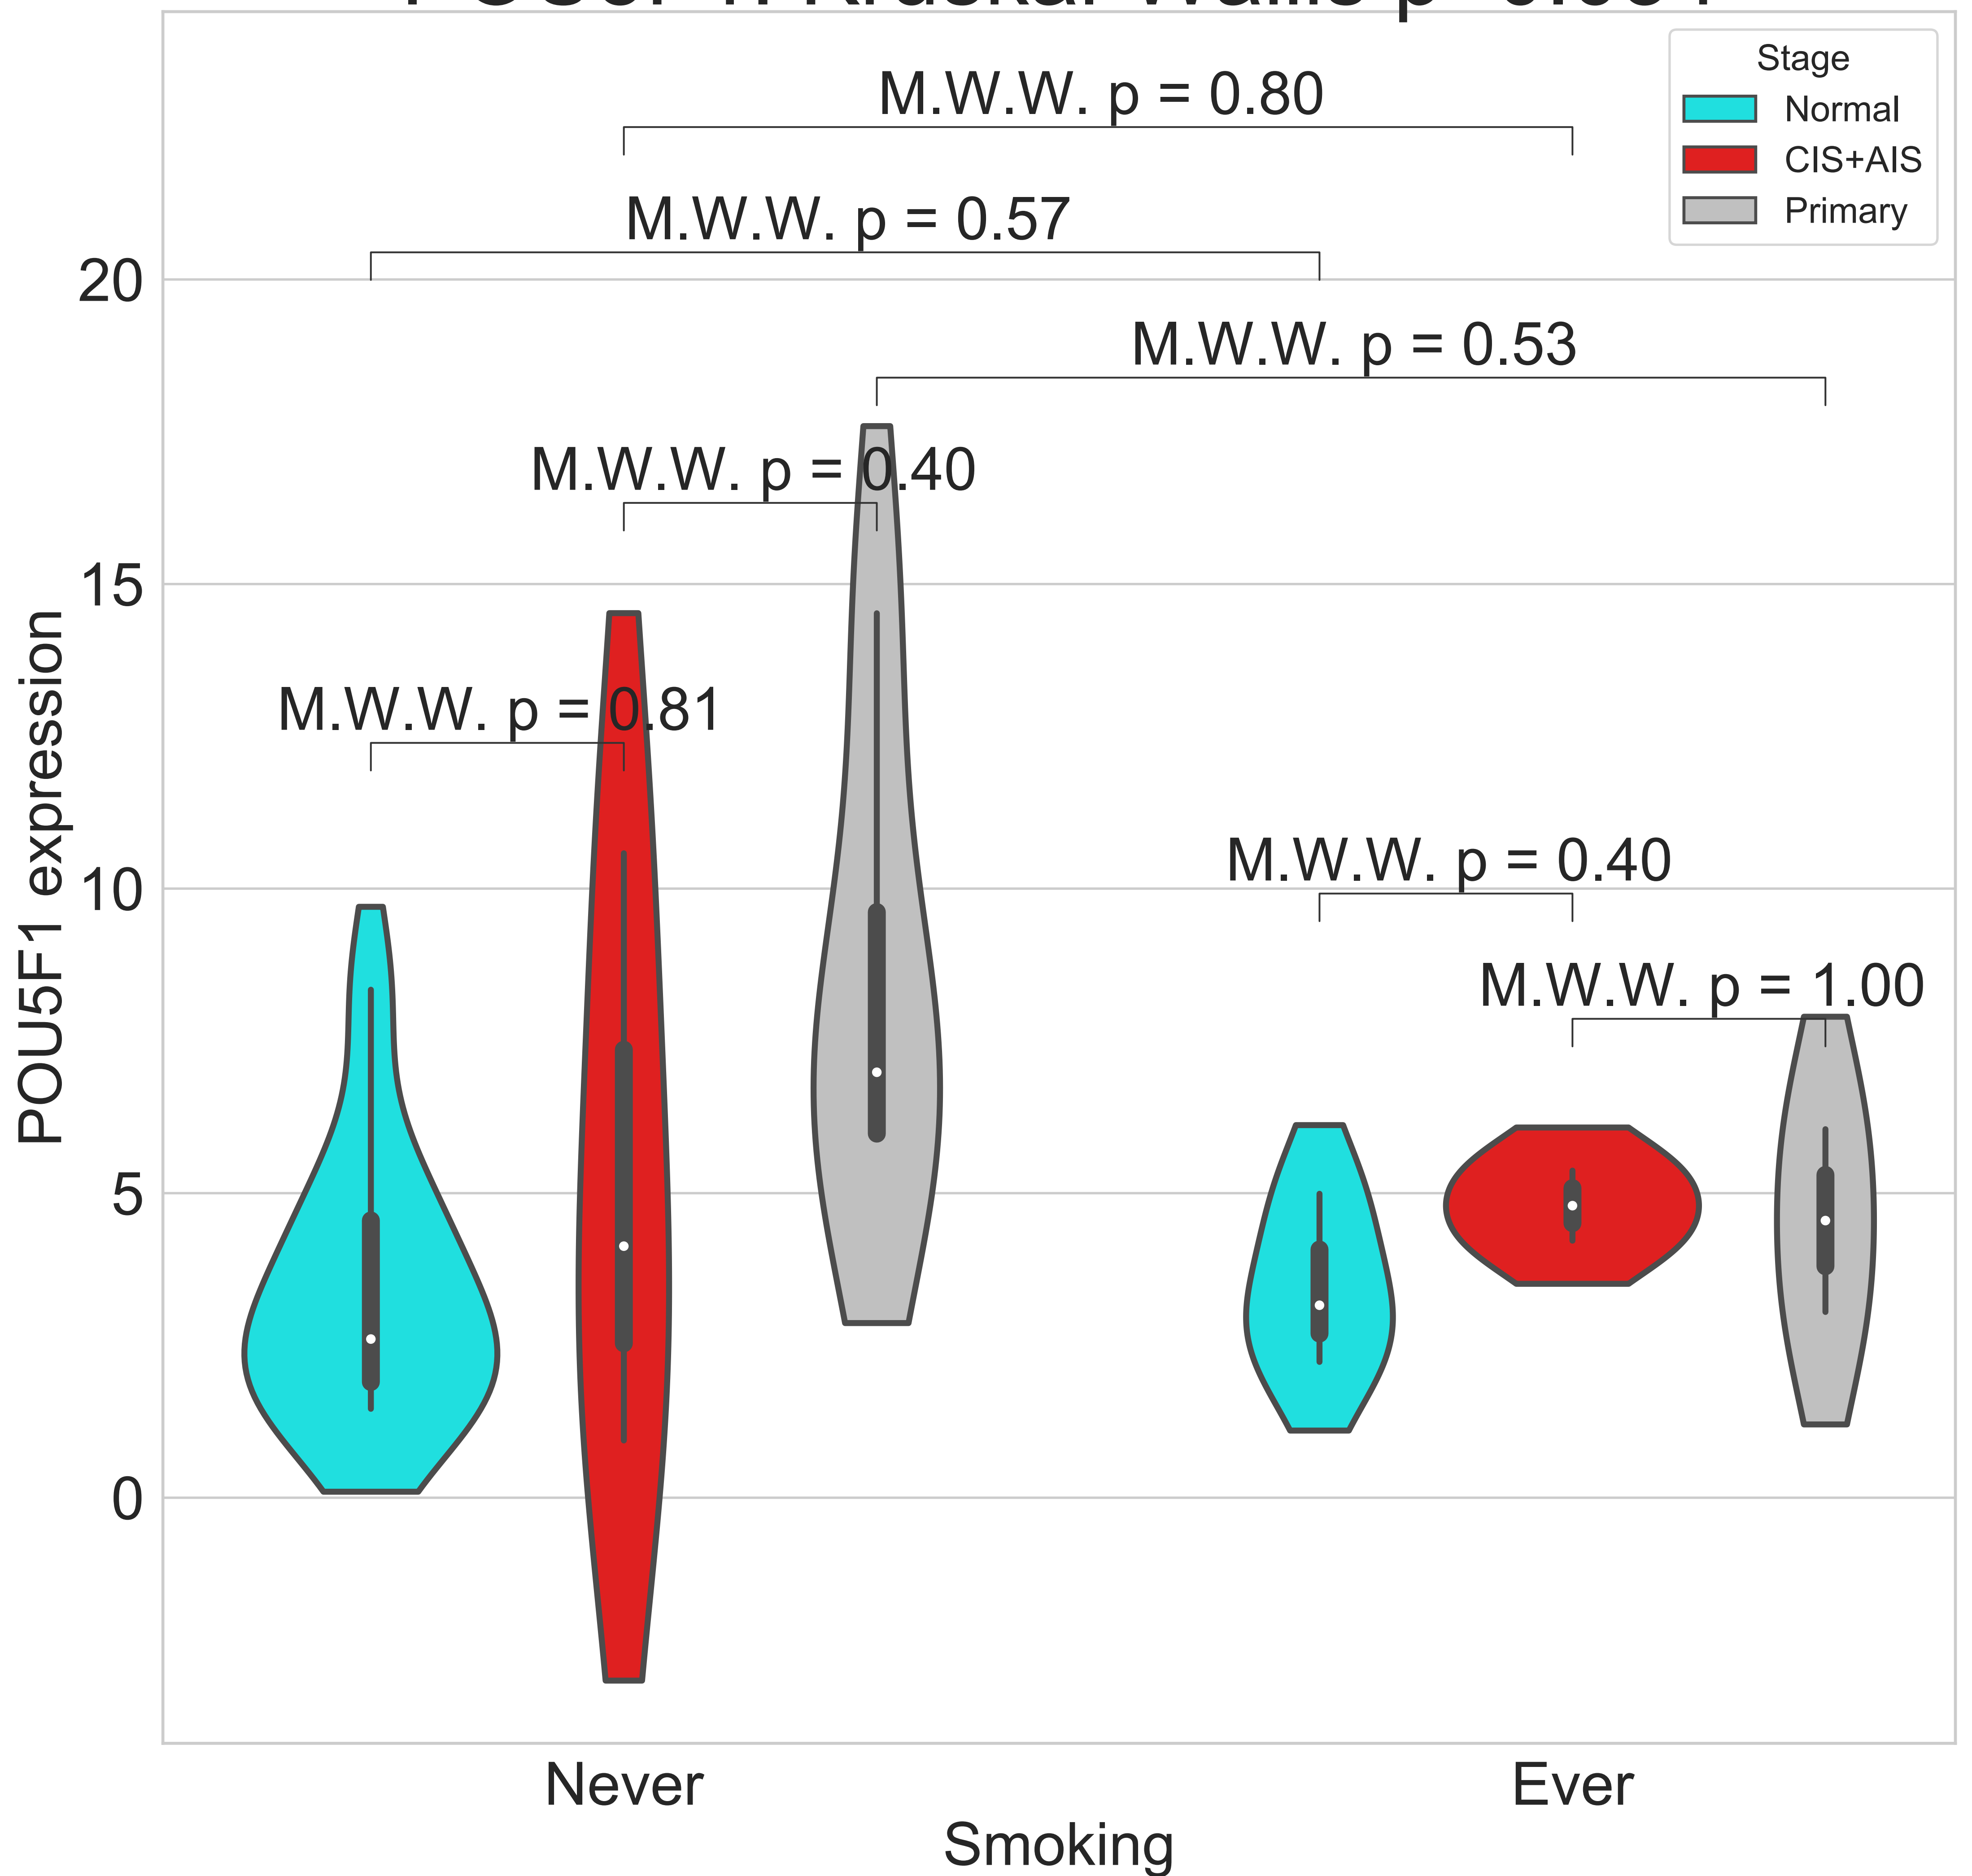 Stage
Normal
CIS+AIS
Primary
M.W.W. p = 0.80
M.W.W. p = 0.57
M.W.W. p = 0.53
M.W.W. p = 0.40
M.W.W. p = 0.81
M.W.W. p = 0.40
M.W.W. p = 1.00
POU5F1 expression
20
15
10
5
0
Never
Ever
Smoking